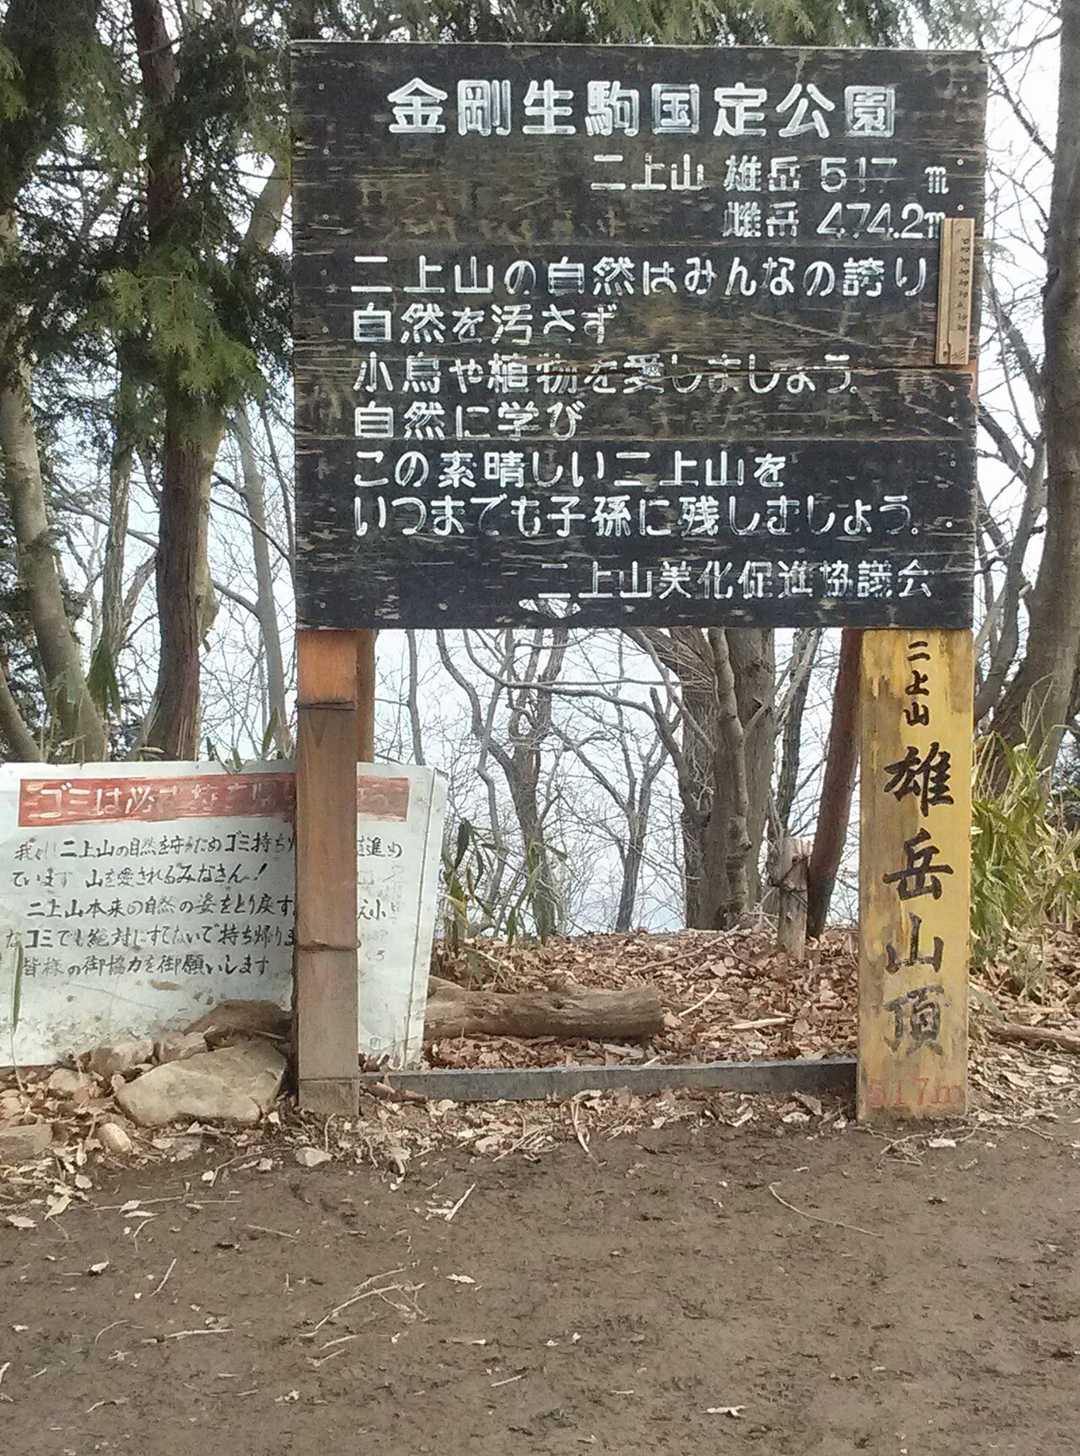 金剛生駒国定公園
二上山 雄岳 517 m
雌岳 474.2m
二上山の自然はみんなの誇り
自然を汚さず
小鳥や植物を愛しましょう。
自然に学び
この素晴しい二上山を
いつまでも子孫に残しましょう。
二上山美化促進協議会
二上山
雄岳山頂
517m
ゴミは必
二上山の自然を守るためゴミ持ち
進め
ています 山を愛されるみなさん!
二上山本来の自然の姿をとり戻す
小
なゴミでも絶対にすてないで持ち帰り
皆様の御協力を御願いします